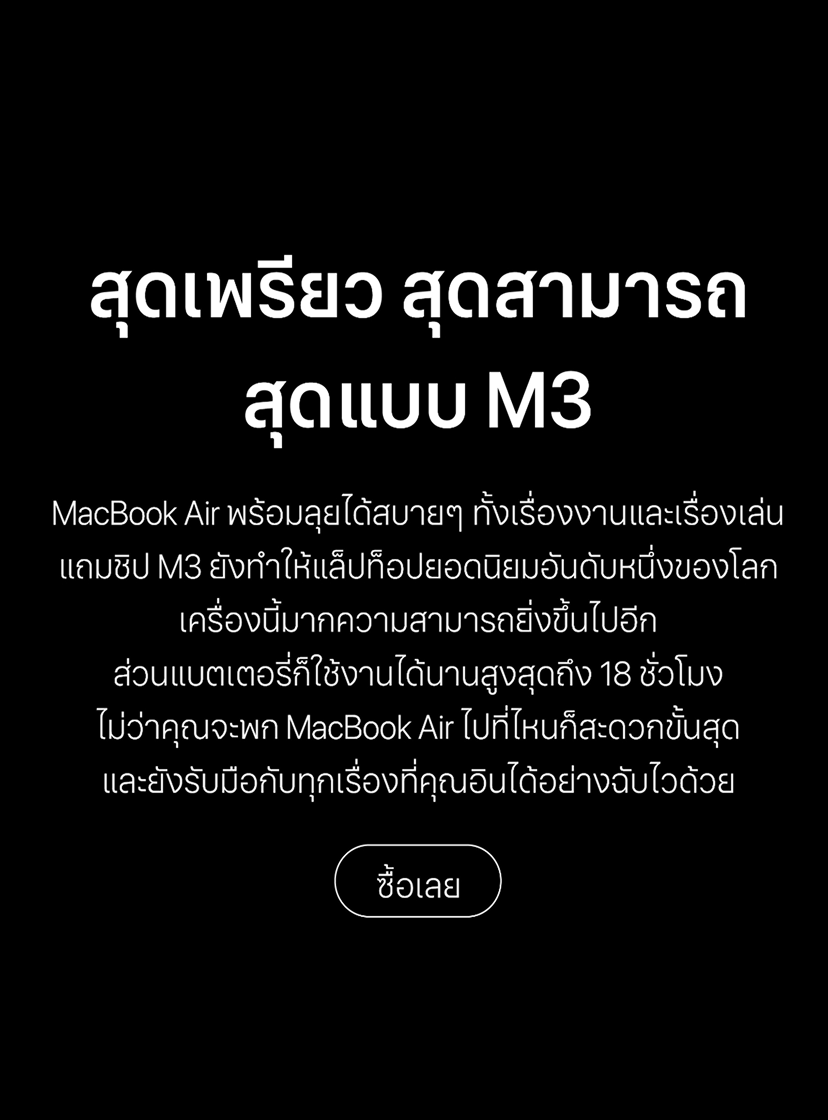 สุดเพรียว สุดสามารถ
สุดแบบ M3
MacBook Air พร้อมลุยได้สบายๆ ทั้งเรื่องงานและเรื่องเล่น
แถมชิป M3 ยังทำให้แล็ปท็อปยอดนิยมอันดับหนึ่งของโลก
เครื่องนี้มากความสามารถยิ่งขึ้นไปอีก
ส่วนแบตเตอรี่ก็ใช้งานได้นานสูงสุดถึง 18 ชั่วโมง
ไม่ว่าคุณจะพก MacBook Air ไปที่ไหนก็สะดวกขั้นสุด
และยังรับมือกับทุกเรื่องที่คุณอินได้อย่างฉับไวด้วย
ซื้อเลย